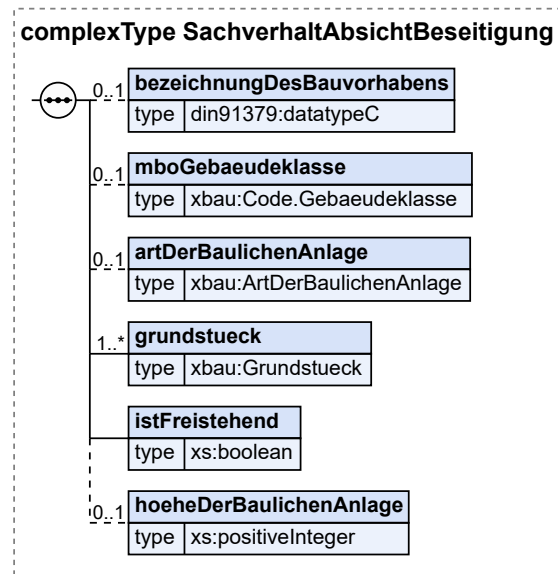 complexType SachverhaltAbsichtBeseitigung
0..1 bezeichnungDesBauvorhabens
type din91379:datatypeC
0..1 mboGebaeudeklasse
type xbau:Code.Gebaeudeklasse
0..1 artDerBaulichenAnlage
type xbau:ArtDerBaulichenAnlage
1..* grundstueck
type xbau:Grundstueck
istFreistehend
type xs:boolean
0..1 hoeheDerBaulichenAnlage
type xs:positiveInteger